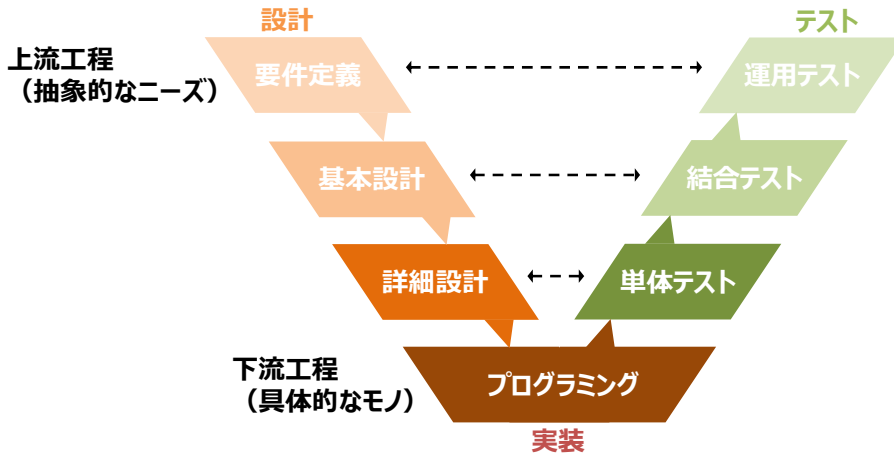 設計
テスト
上流工程
（抽象的なニーズ）
要件定義
運用テスト
基本設計
結合テスト
詳細設計
単体テスト
下流工程
（具体的なモノ）
プログラミング
実装